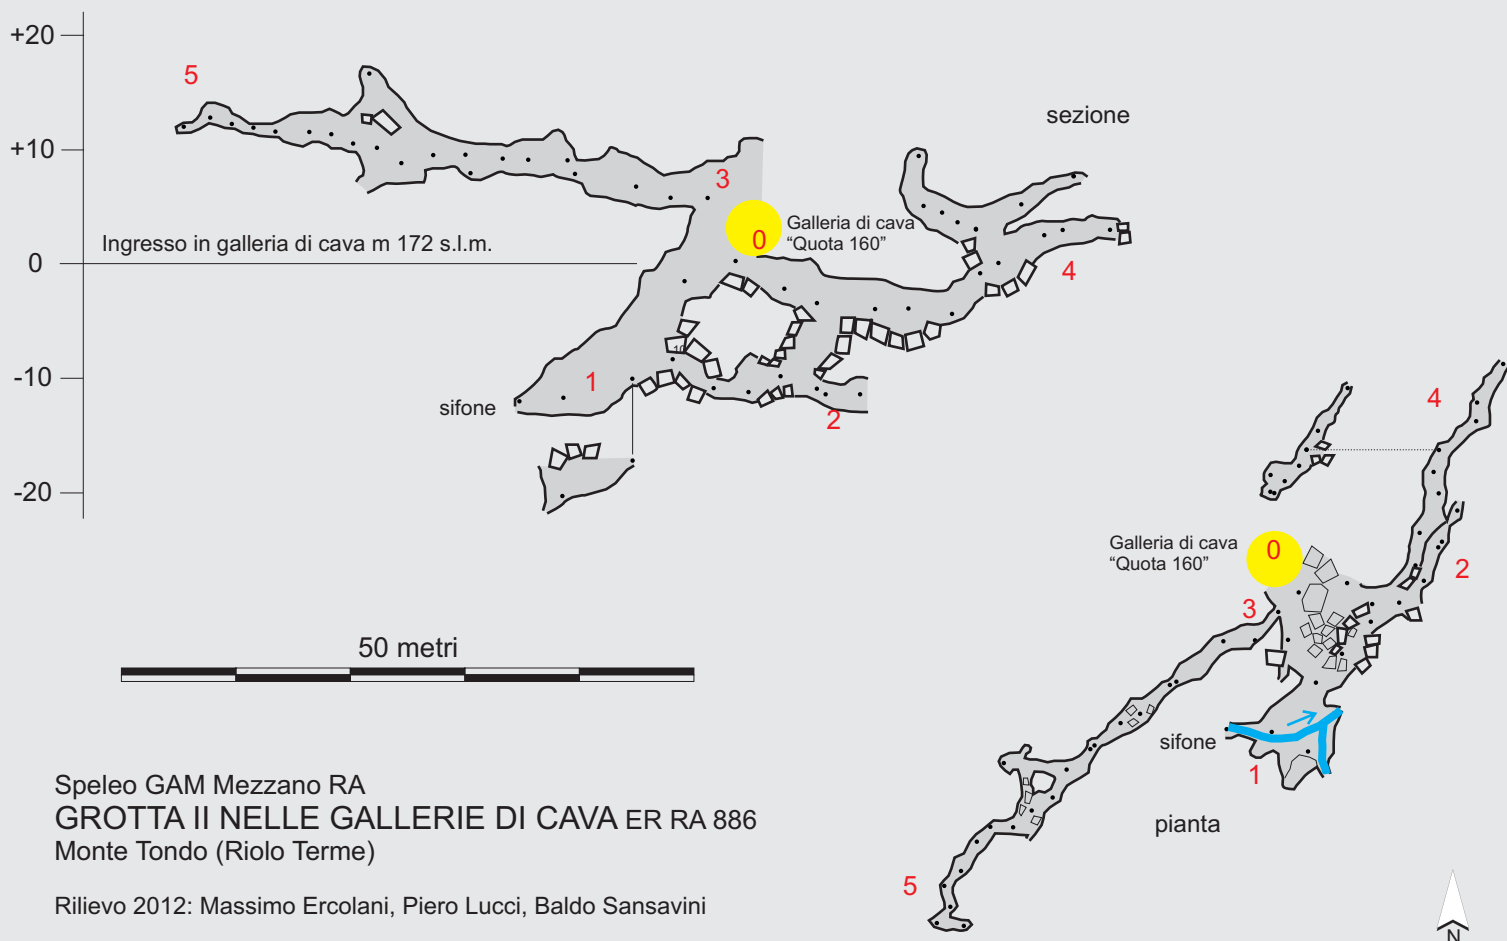 +20
5
sezione
+10
3
Galleria di cava
0
“Quota 160”
Ingresso in galleria di cava m 172 s.l.m.
0
4
10
-10
1
sifone
2
-20
4
Galleria di cava
0
“Quota 160”
2
3
50 metri
sifone
1
Speleo GAM Mezzano RA
GROTTA II NELLE GALLERIE DI CAVA ER RA 886
pianta
Monte Tondo (Riolo Terme)
5
Rilievo 2012: Massimo Ercolani, Piero Lucci, Baldo Sansavini
N